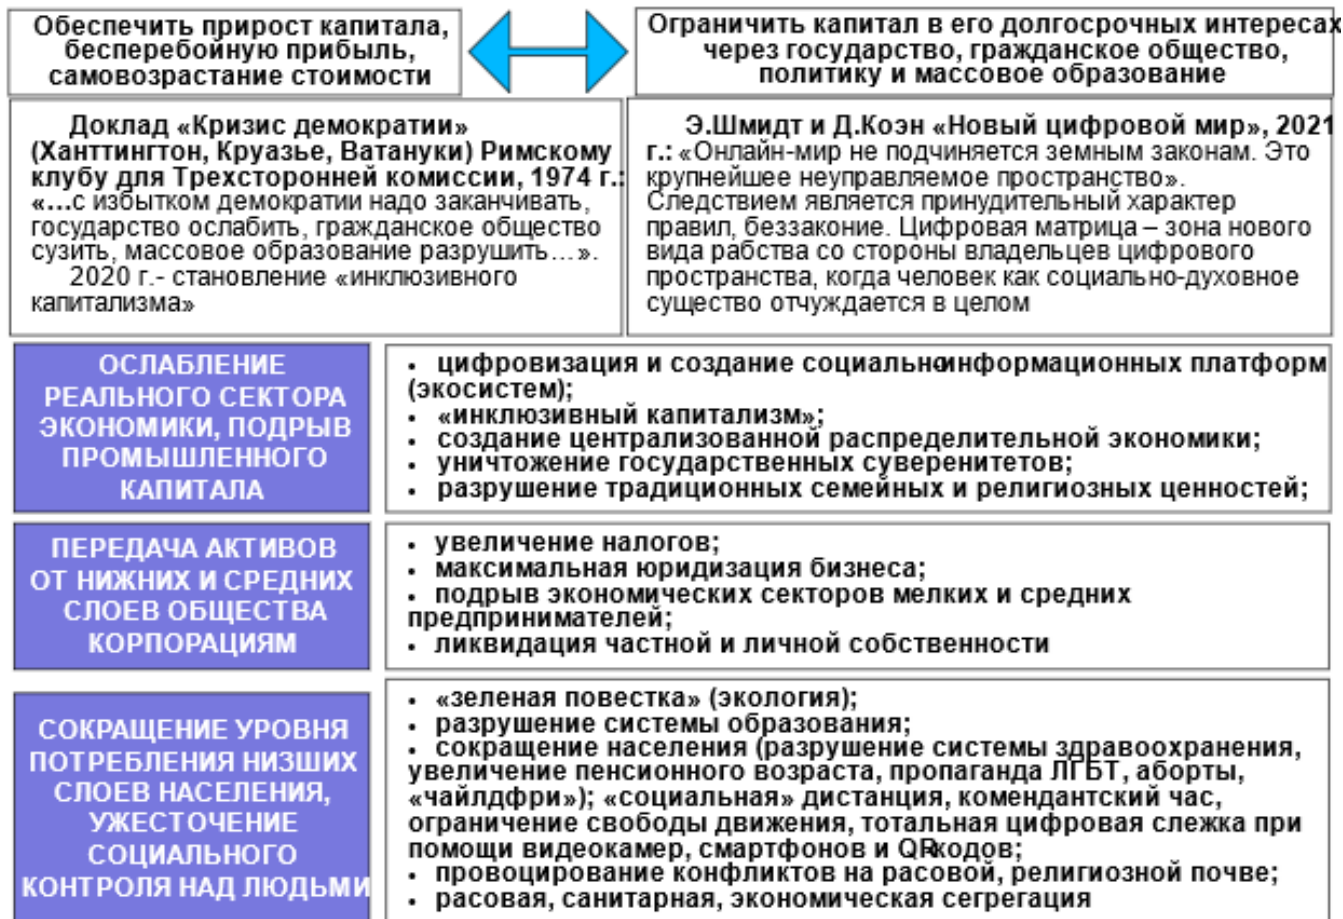 Обеспечить прирост капитала,
бесперебойную прибыль,
самовозрастание стоимости
Ограничить капитал в его долгосрочных интересах
через государство, гражданское общество,
политику и массовое образование
Доклад «Кризис демократии»
(Ханттингтон, Круазье, Ватануки) Римскому
клубу для Трехсторонней комиссии, 1974 г.:
«…с избытком демократии надо заканчивать,
государство ослабить, гражданское общество
сузить, массовое образование разрушить…».
2020 г.- становление «инклюзивного
капитализма»
Э.Шмидт и Д.Коэн «Новый цифровой мир», 2021
г.: «Онлайн-мир не подчиняется земным законам. Это
крупнейшее неуправляемое пространство».
Следствием является принудительный характер
правил, беззаконие. Цифровая матрица – зона нового
вида рабства со стороны владельцев цифрового
пространства, когда человек как социально-духовное
существо отчуждается в целом
ОСЛАБЛЕНИЕ
РЕАЛЬНОГО СЕКТОРА
ЭКОНОМИКИ, ПОДРЫВ
ПРОМЫШЛЕННОГО
КАПИТАЛА
• цифровизация и создание социально-информационных платформ
(экосистем);
• «инклюзивный капитализм»;
• создание централизованной распределительной экономики;
• уничтожение государственных суверенитетов;
• разрушение традиционных семейных и религиозных ценностей;
ПЕРЕДАЧА АКТИВОВ
ОТ НИЖНИХ И СРЕДНИХ
СЛОЕВ ОБЩЕСТВА
КОРПОРАЦИЯМ
• увеличение налогов;
• максимальная юридизация бизнеса;
• подрыв экономических секторов мелких и средних
предпринимателей;
• ликвидация частной и личной собственности
СОКРАЩЕНИЕ УРОВНЯ
ПОТРЕБЛЕНИЯ НИЗШИХ
СЛОЕВ НАСЕЛЕНИЯ,
УЖЕСТОЧЕНИЕ
СОЦИАЛЬНОГО
КОНТРОЛЯ НАД ЛЮДЬМИ
• «зеленая повестка» (экология);
• разрушение системы образования;
• сокращение населения (разрушение системы здравоохранения,
увеличение пенсионного возраста, пропаганда ЛГБТ, аборты,
«чайлдфри»); «социальная» дистанция, комендантский час,
ограничение свободы движения, тотальная цифровая слежка при
помощи видеокамер, смартфонов и QR-кодов;
• провоцирование конфликтов на расовой, религиозной почве;
• расовая, санитарная, экономическая сегрегация